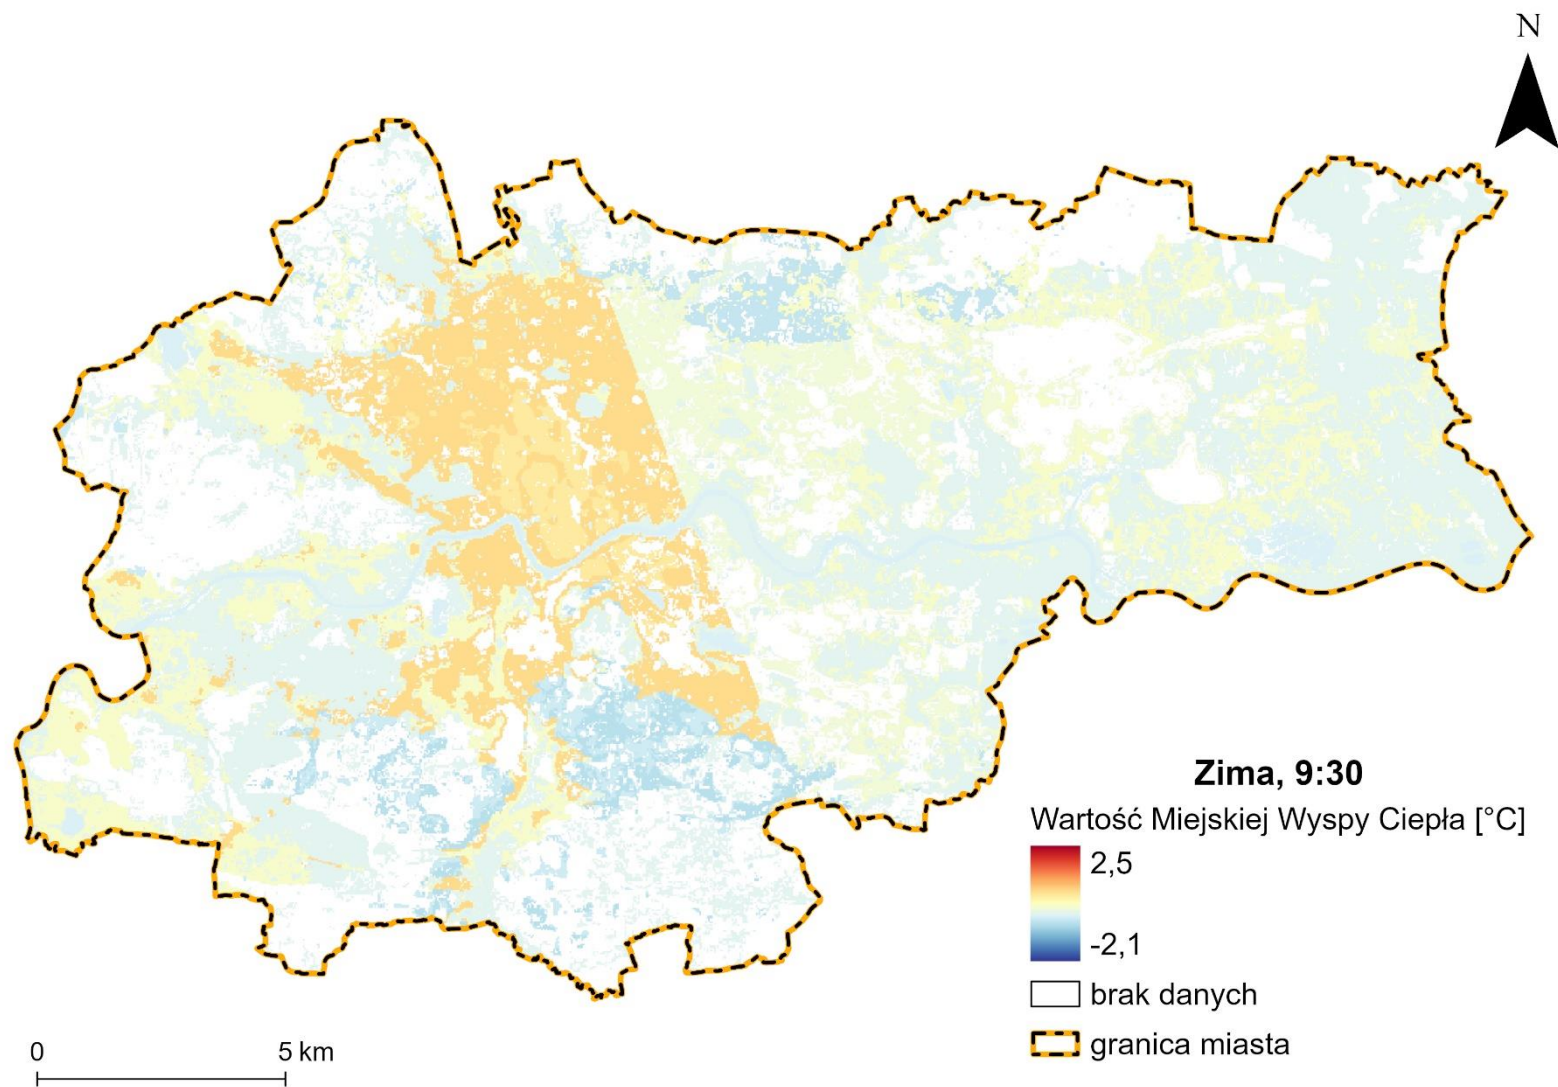 N
Zima, 9:30
Wartość Miejskiej Wyspy Ciepła [°C]
2,5
-2,1
brak danych
granica miasta
0 5 km